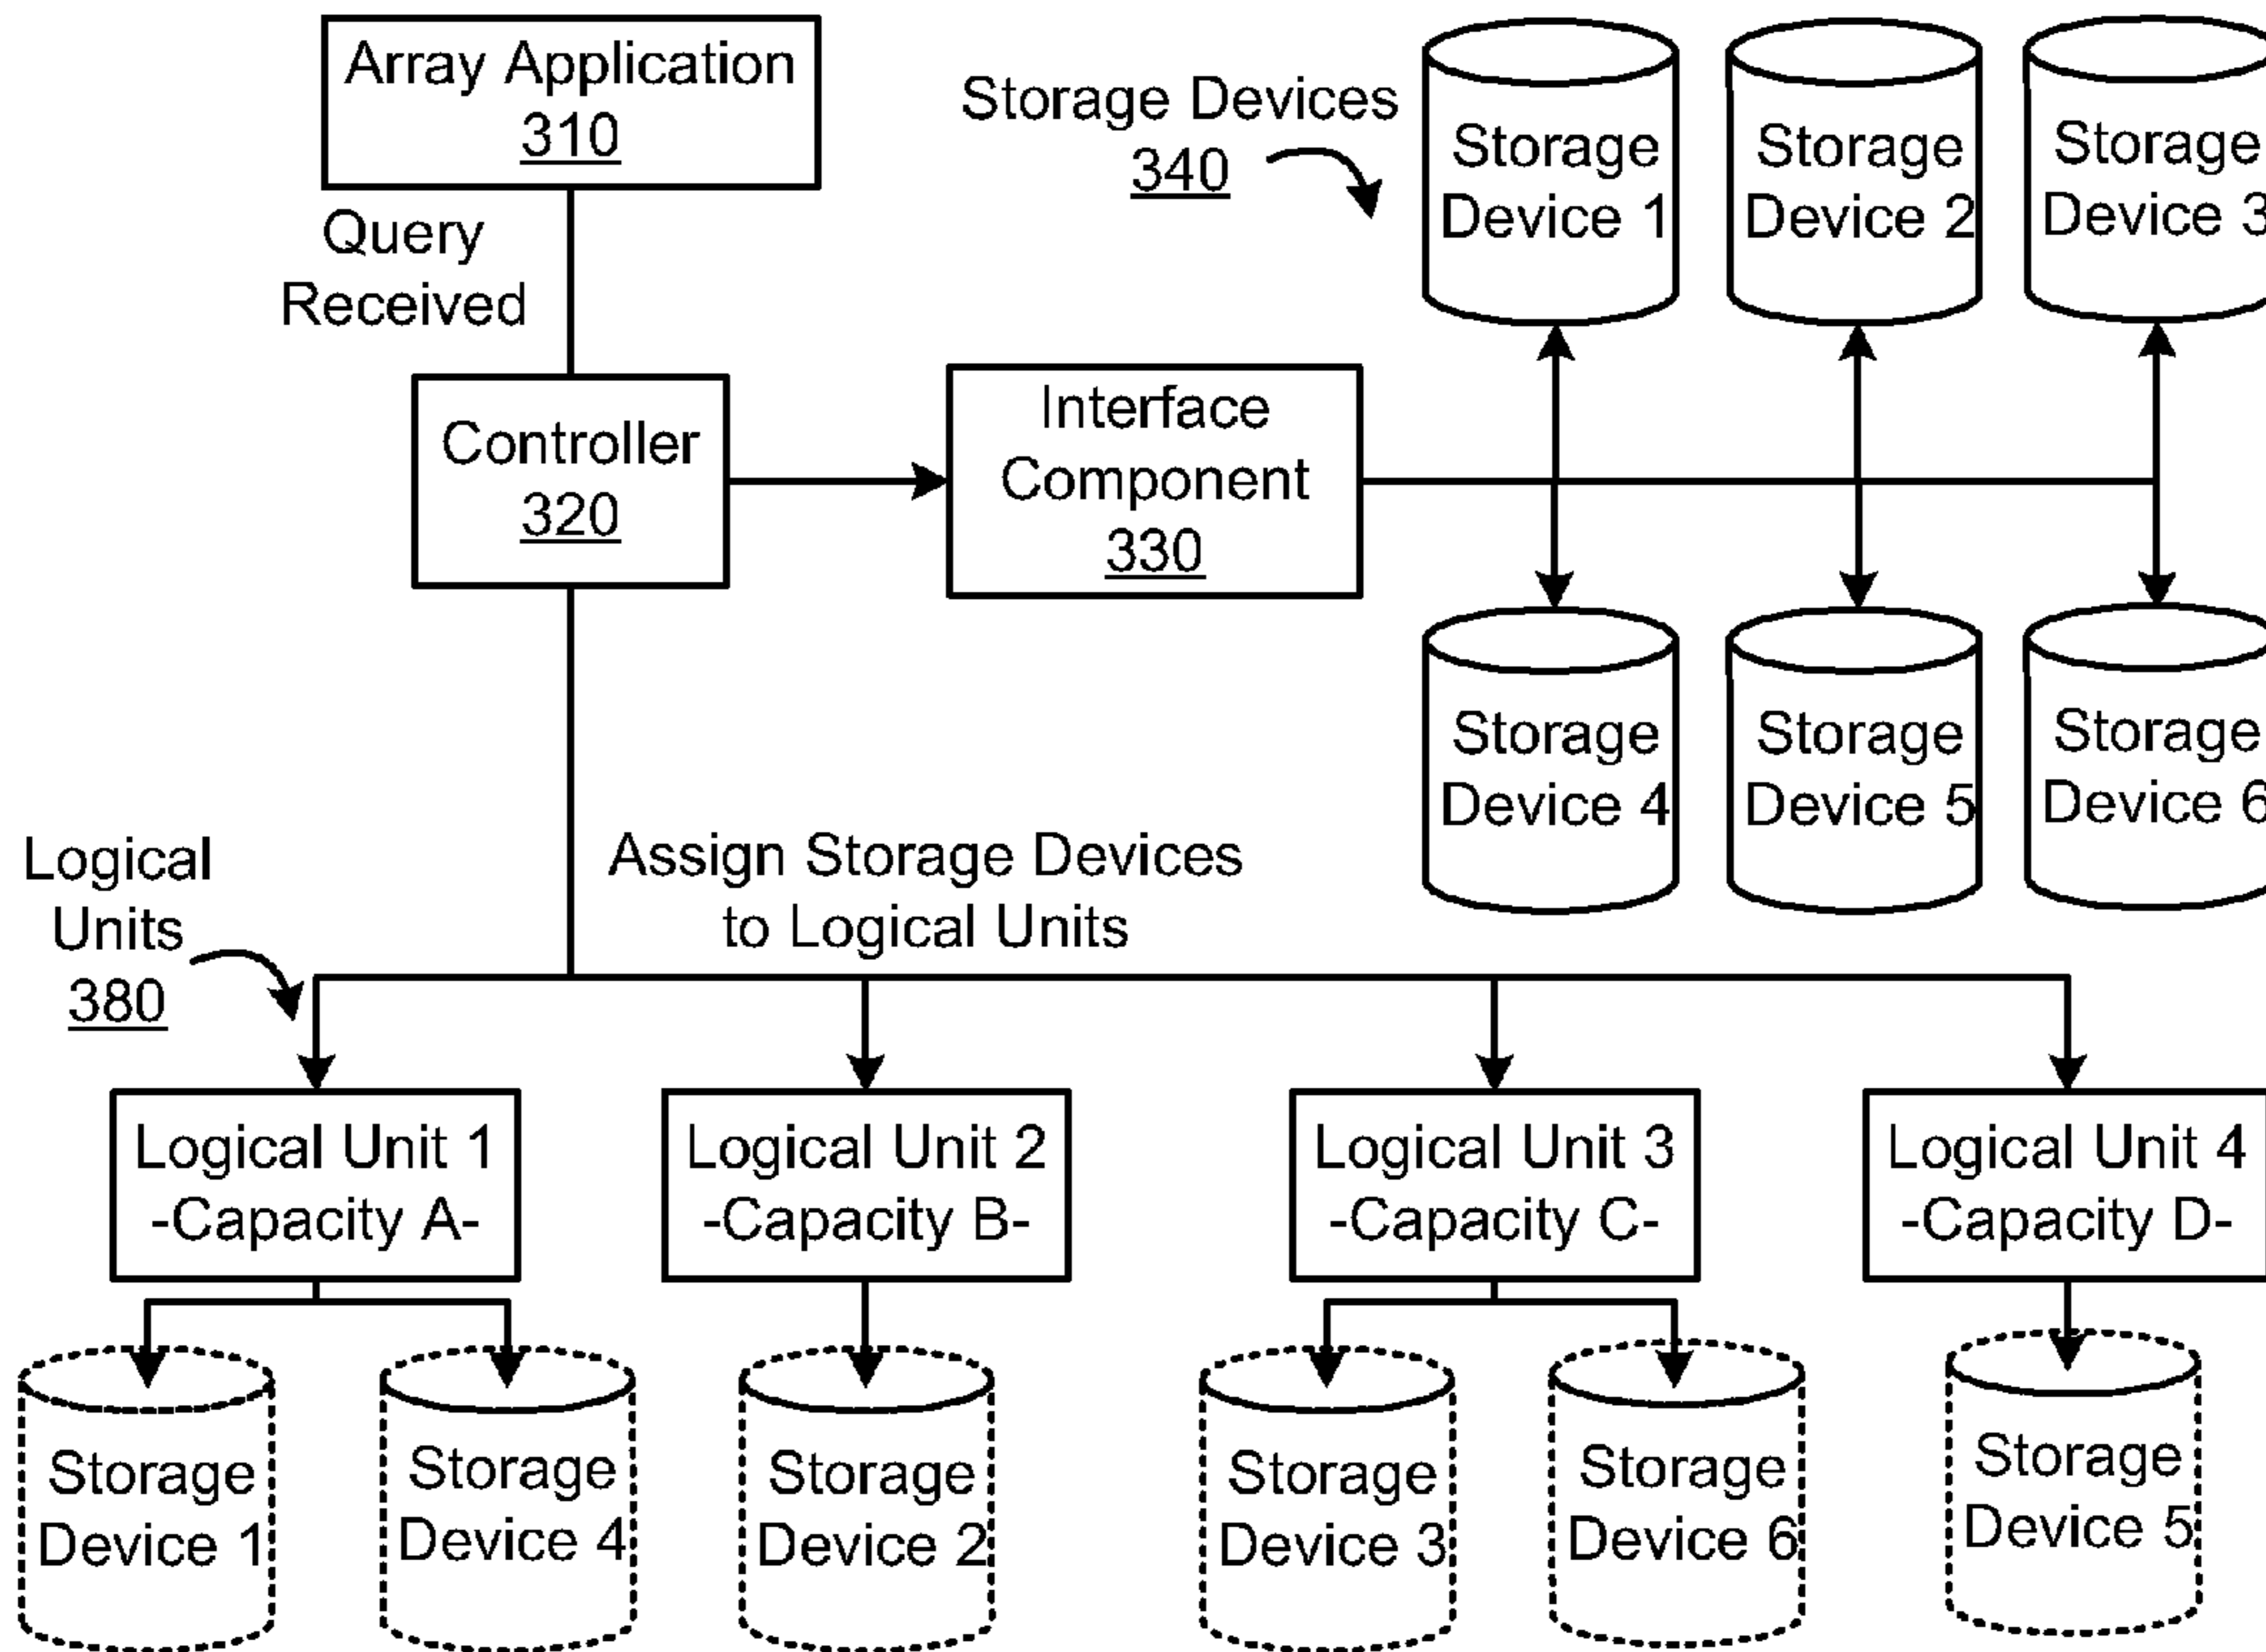 Array Application
310
Query
Received
Controller
320
Interface
Component
330
Storage Devices
340
Storage
Device 1
Storage
Device 2
Storage
Device 3
Storage
Device 4
Storage
Device 5
Storage
Device 6
Logical
Units
380
Assign Storage Devices
to Logical Units
Logical Unit 1
-Capacity A-
Logical Unit 2
-Capacity B-
Logical Unit 3
-Capacity C-
Logical Unit 4
-Capacity D-
Storage
Device 1
Storage
Device 4
Storage
Device 2
Storage
Device 3
Storage
Device 6
Storage
Device 5